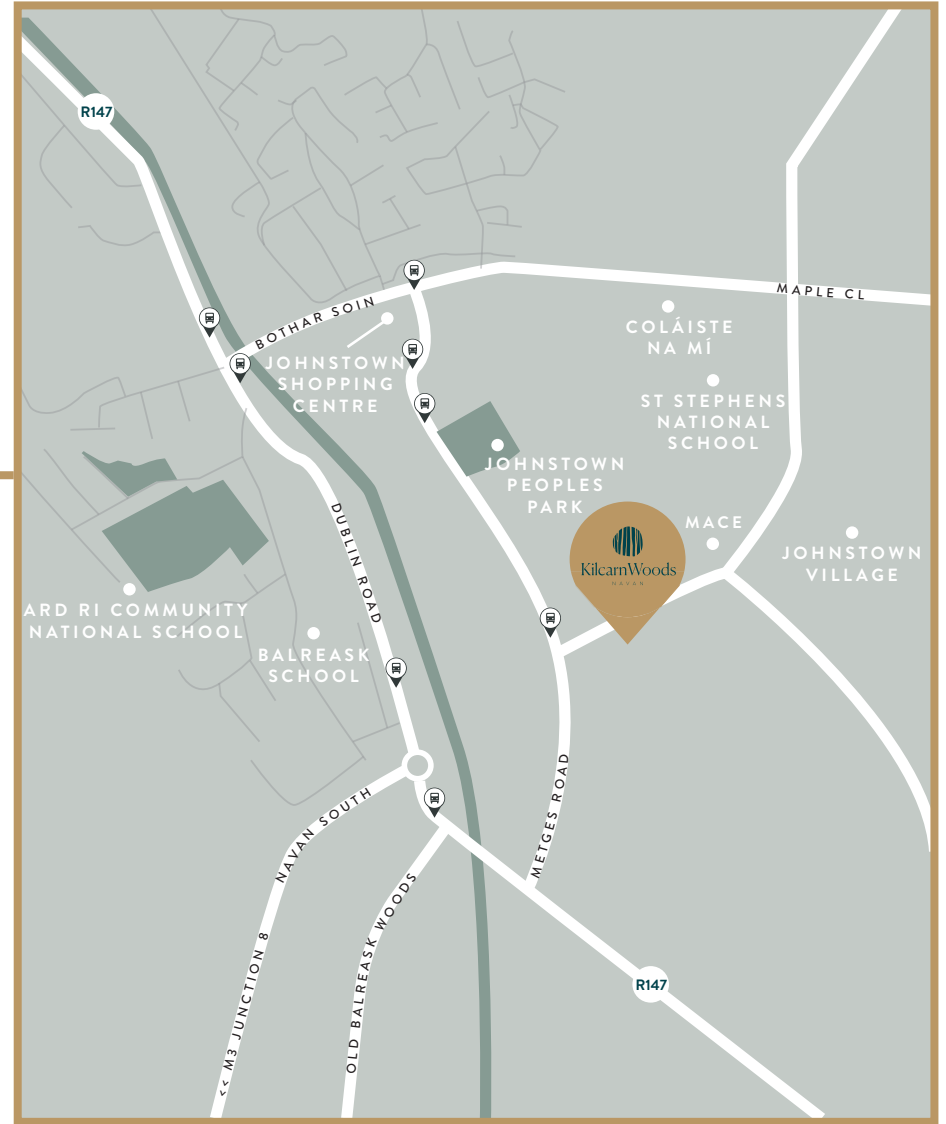 R147
MAPLE CL
BOTHAR SOIN
COLÁISTE
NA MÍ
JOHNSTOWN
SHOPPING
CENTRE
ST STEPHENS
NATIONAL
SCHOOL
JOHNSTOWN
PEOPLES
PARK
MACE
DUBLIN ROAD
KilcarnWoods
NAVAN
JOHNSTOWN
VILLAGE
ARD RI COMMUNITY
NATIONAL SCHOOL
BALREASK
SCHOOL
METGES ROAD
NAVAN SOUTH
OLD BALREASK WOODS
<< M3 JUNCTION 8
R147